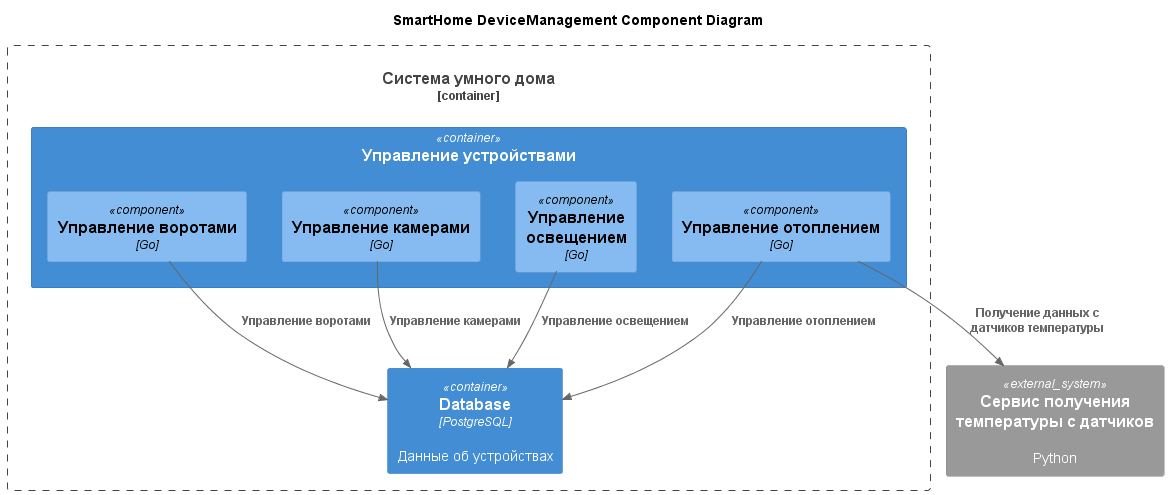 SmartHome DeviceManagement Component Diagram
Система умного дома
[container]
«container»
Управление устройствами
«component»
Управление воротами
[Go]
«component»
Управление камерами
[Go]
«component»
Управление
освещением
[Go]
«component»
Управление отоплением
[Go]
Управление воротами
Управление камерами
Управление освещением
Управление отоплением
Получение данных с
датчиков температуры
«container»
Database
[PostgreSQL]
Данные об устройствах
«external_system»
Сервис получения
температуры с датчиков
Python